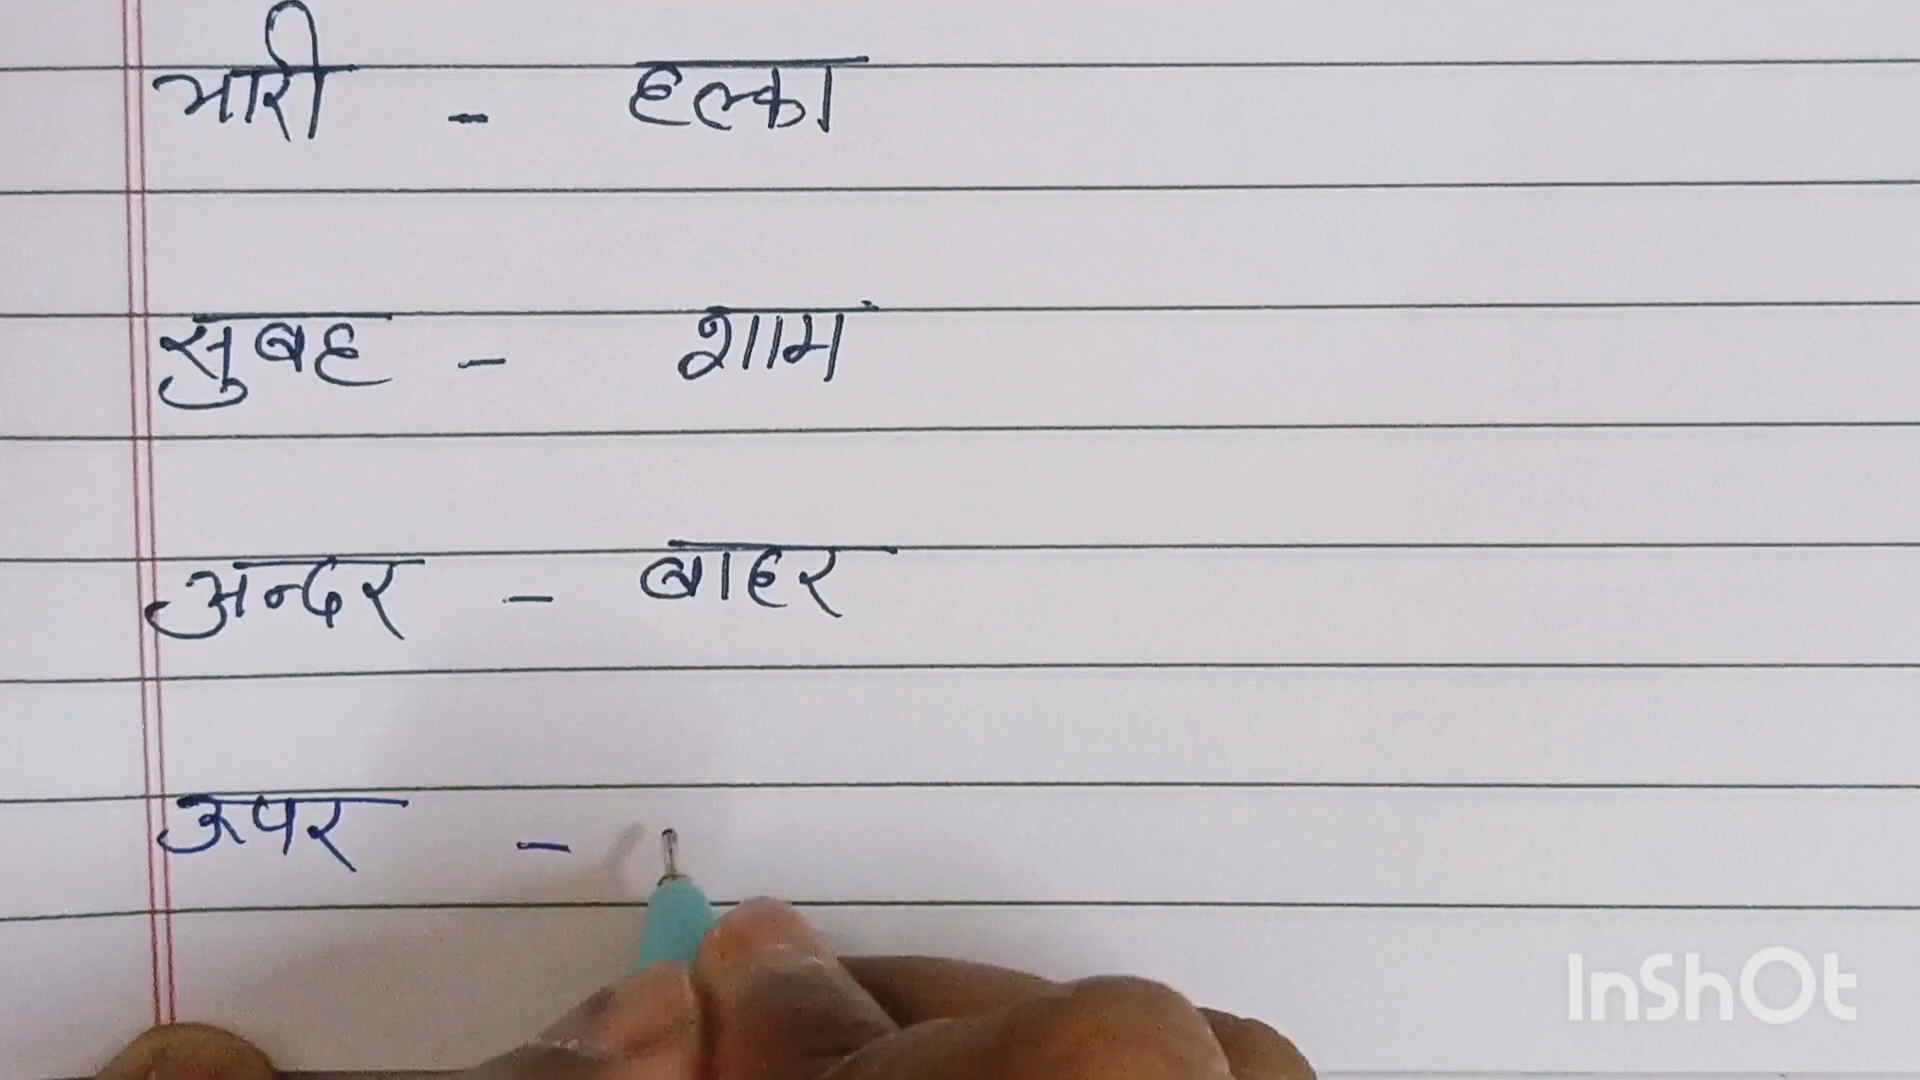 भारी - हल्का
सुबह - शाम
अन्दर - बाहर
ऊपर -
InShOt